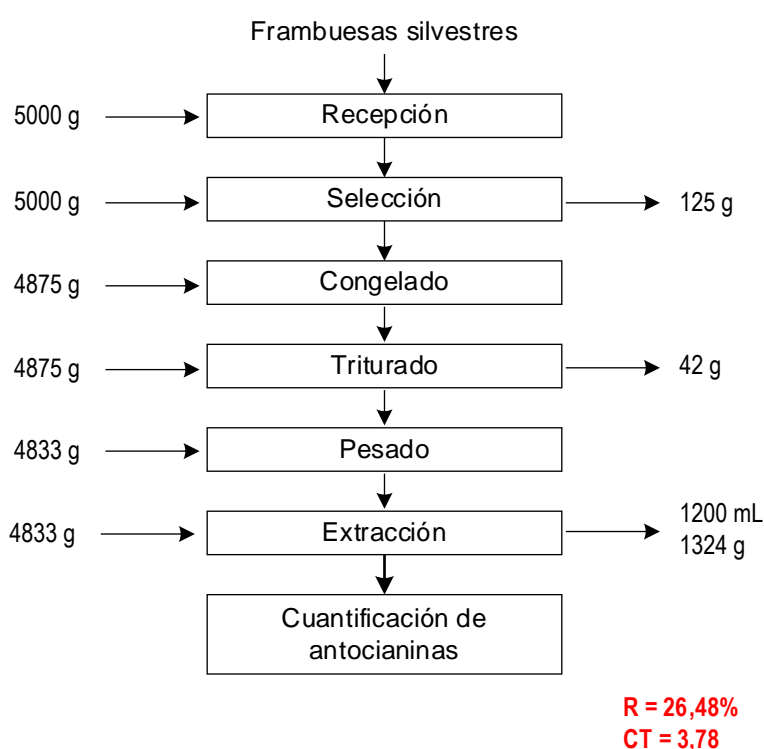 Frambuesas silvestres
5000 g
Recepción
5000 g
Selección
125 g
4875 g
Congelado
4875 g
Triturado
42 g
4833 g
Pesado
4833 g
Extracción
1200 mL
1324 g
Cuantificación de
antocianinas
R = 26,48%
CT = 3,78